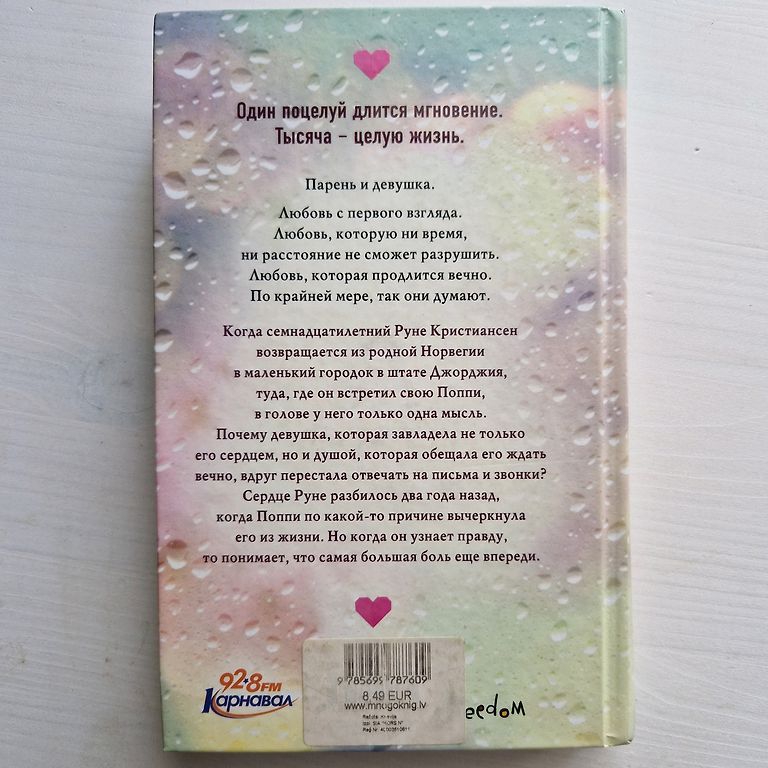 Один поцелуй длится мгновение.
Тысяча – целую жизнь.
Парень и девушка.
Любовь с первого взгляда.
Любовь, которую ни время,
ни расстояние не сможет разрушить.
Любовь, которая продлится вечно.
По крайней мере, так они думают.
Когда семнадцатилетний Руне Кристиансен
возвращается из родной Норвегии
в маленький городок в штате Джорджия,
туда, где он встретил свою Поппи,
в голове у него только одна мысль.
Почему девушка, которая завладела не только
его сердцем, но и душой, которая обещала его ждать
вечно, вдруг перестала отвечать на письма и звонки?
Сердце Руне разбилось два года назад,
когда Поппи по какой-то причине вычеркнула
его из жизни. Но когда он узнает правду,
то понимает, что самая большая боль еще впереди.
92.8FM
Карнавал
9 785699 787609
8,49 EUR
www.mnogoknig.lv
eedom